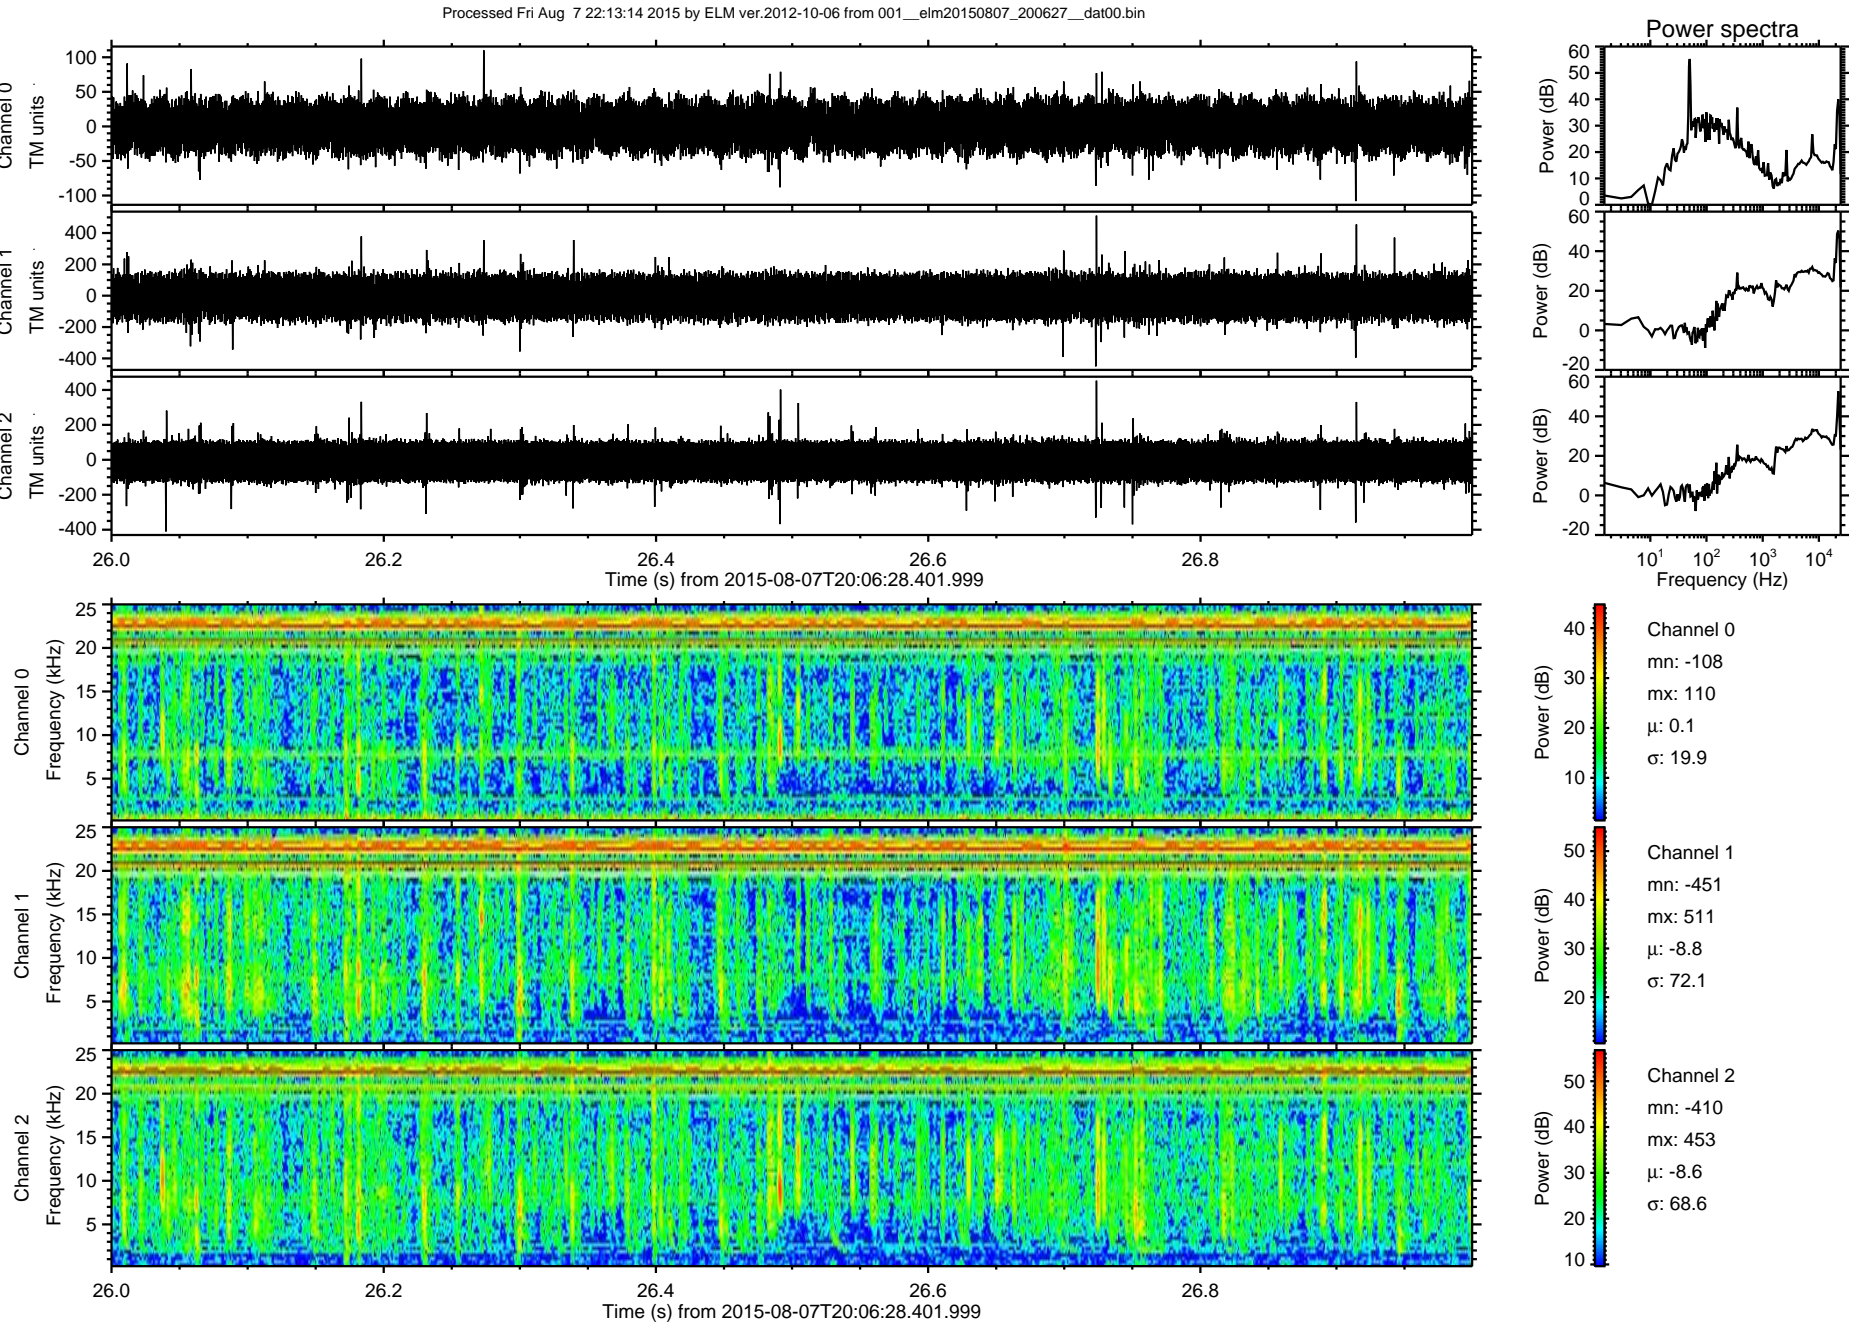 Processed Fri Aug  7 22:13:14 2015 by ELM ver.2012-10-06 from 001__elm20150807_200627__dat00.bin
Power spectra
Channel 0
TM units
100
50
0
-50
-100
Power (dB)
60
50
40
30
20
10
0
Channel 1
TM units
400
200
0
-200
-400
Power (dB)
60
40
20
0
-20
Channel 2
TM units
400
200
0
-200
-400
Power (dB)
60
40
20
0
-20
26.0 26.2 26.4 26.6 26.8
Time (s) from 2015-08-07T20:06:28.401.999
10¹ 10² 10³ 10⁴
Frequency (Hz)
Channel 0
Frequency (kHz)
25
20
15
10
5
Power (dB)
40
30
20
10
Channel 0
mn: -108
mx: 110
μ: 0.1
σ: 19.9
Channel 1
Frequency (kHz)
25
20
15
10
5
Power (dB)
50
40
30
20
Channel 1
mn: -451
mx: 511
μ: -8.8
σ: 72.1
Channel 2
Frequency (kHz)
25
20
15
10
5
Power (dB)
50
40
30
20
10
Channel 2
mn: -410
mx: 453
μ: -8.6
σ: 68.6
26.0 26.2 26.4 26.6 26.8
Time (s) from 2015-08-07T20:06:28.401.999